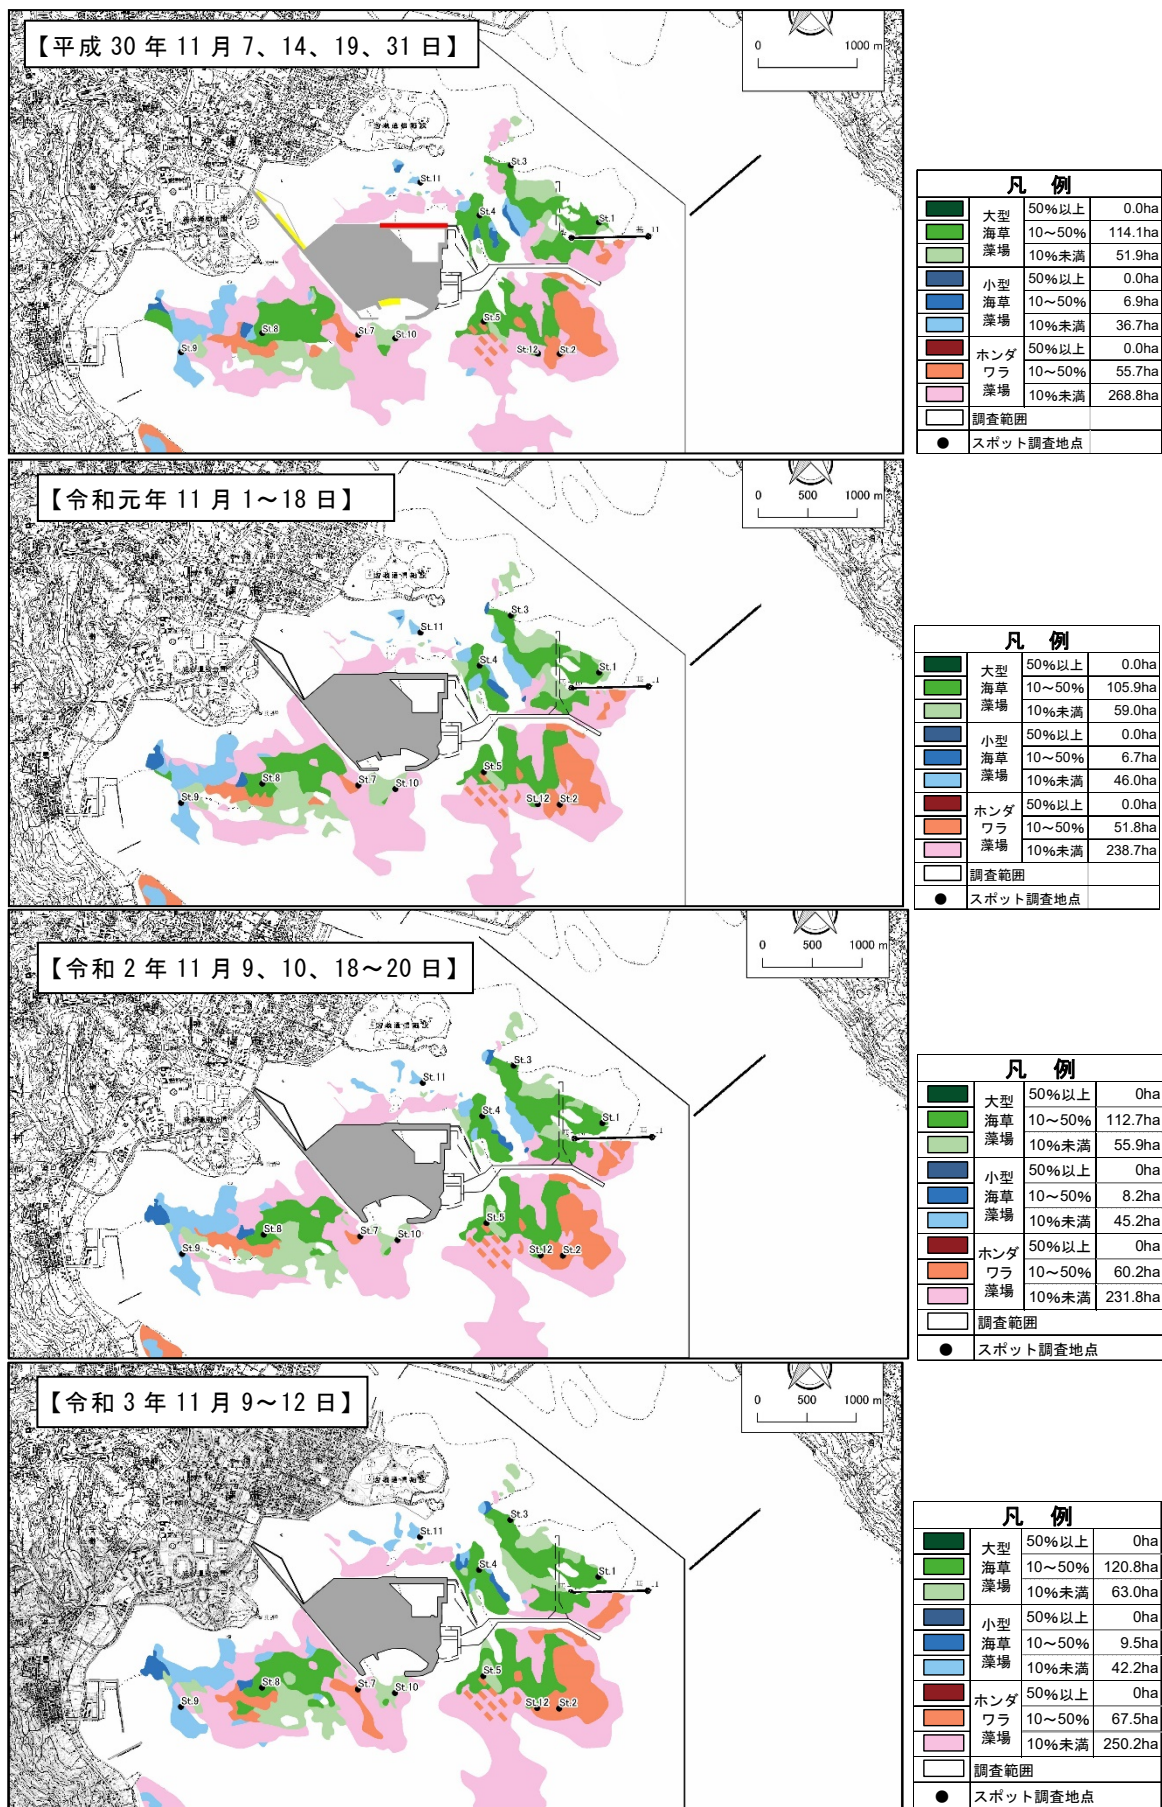 【平成 30 年 11 月 7、14、19、31 日】
0 1000 m
St.3
St.11
St.4
St.1
St.5
St.8
St.7
St.10
St.9
St.12
St.2
凡 例
大型海草藻場
50%以上 0.0ha
10～50% 114.1ha
10%未満 51.9ha
小型海草藻場
50%以上 0.0ha
10～50% 6.9ha
10%未満 36.7ha
ホンダワラ藻場
50%以上 0.0ha
10～50% 55.7ha
10%未満 268.8ha
調査範囲
スポット調査地点
【令和元年 11 月 1～18 日】
0 500 1000 m
St.3
St.11
St.4
St.1
St.5
St.8
St.7
St.10
St.9
St.12
St.2
凡 例
大型海草藻場
50%以上 0.0ha
10～50% 105.9ha
10%未満 59.0ha
小型海草藻場
50%以上 0.0ha
10～50% 6.7ha
10%未満 46.0ha
ホンダワラ藻場
50%以上 0.0ha
10～50% 51.8ha
10%未満 238.7ha
調査範囲
スポット調査地点
【令和 2 年 11 月 9、10、18～20 日】
0 500 1000 m
St.3
St.11
St.4
St.1
St.5
St.8
St.7
St.10
St.9
St.12
St.2
凡 例
大型海草藻場
50%以上 0ha
10～50% 112.7ha
10%未満 55.9ha
小型海草藻場
50%以上 0ha
10～50% 8.2ha
10%未満 45.2ha
ホンダワラ藻場
50%以上 0ha
10～50% 60.2ha
10%未満 231.8ha
調査範囲
スポット調査地点
【令和 3 年 11 月 9～12 日】
0 500 1000 m
St.3
St.11
St.4
St.1
St.5
St.8
St.7
St.10
St.9
St.12
St.2
凡 例
大型海草藻場
50%以上 0ha
10～50% 120.8ha
10%未満 63.0ha
小型海草藻場
50%以上 0ha
10～50% 9.5ha
10%未満 42.2ha
ホンダワラ藻場
50%以上 0ha
10～50% 67.5ha
10%未満 250.2ha
調査範囲
スポット調査地点